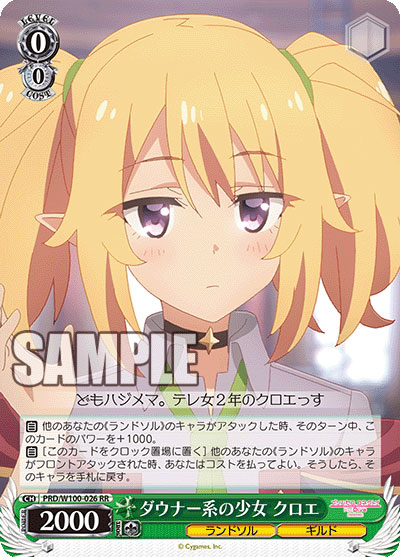 LEVEL
0
0
COST
SAMPLE
どもハジメマ。テレ女2年のクロエっす
自 他のあなたの《ランドソル》のキャラがアタックした時、そのターン中、こ
のカードのパワーを+1000。
自 [このカードをクロック置場に置く] 他のあなたの《ランドソル》のキャラ
がフロントアタックされた時、あなたはコストを払ってよい。そうしたら、そ
のキャラを手札に戻す。
CH PRD/W100-026 RR
2000
ダウナー系の少女 クロエ
ランドソル
ギルド
©Cygames, Inc.